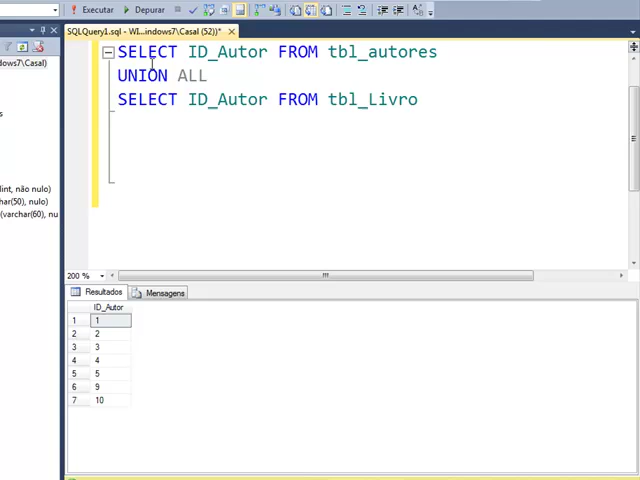 Executar
Depurar
SQLQuery1.sql - WI...indows7\Casal (52))*
dows7\Casal)
SELECT ID_Autor FROM tbl_autores
UNION ALL
SELECT ID_Autor FROM tbl_Livro
int, não nulo)
har(50), nulo)
(varchar(60), nu
200 %
Resultados
Mensagens
ID_Autor
1 1
2 2
3 3
4 4
5 5
6 9
7 10